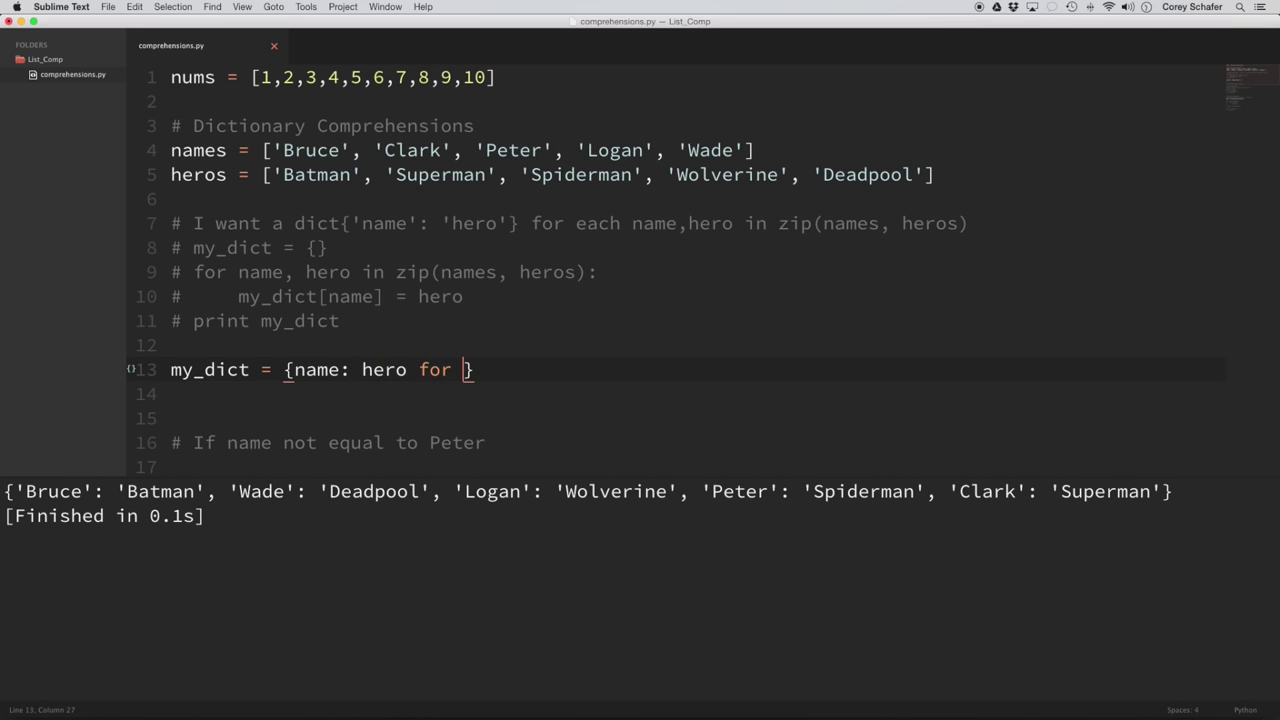 Sublime Text File Edit Selection Find View Goto Tools Project Window Help Corey Schafer
comprehensions.py — List_Comp
FOLDERS
List_Comp
comprehensions.py
comprehensions.py
1 nums = [1,2,3,4,5,6,7,8,9,10]
2
3 # Dictionary Comprehensions
4 names = ['Bruce', 'Clark', 'Peter', 'Logan', 'Wade']
5 heros = ['Batman', 'Superman', 'Spiderman', 'Wolverine', 'Deadpool']
6
7 # I want a dict{'name': 'hero'} for each name,hero in zip(names, heros)
8 # my_dict = {}
9 # for name, hero in zip(names, heros):
10 #     my_dict[name] = hero
11 # print my_dict
12
{} 13 my_dict = {name: hero for }
14
15
16 # If name not equal to Peter
17
{'Bruce': 'Batman', 'Wade': 'Deadpool', 'Logan': 'Wolverine', 'Peter': 'Spiderman', 'Clark': 'Superman'}
[Finished in 0.1s]
Line 13, Column 27 Spaces: 4 Python